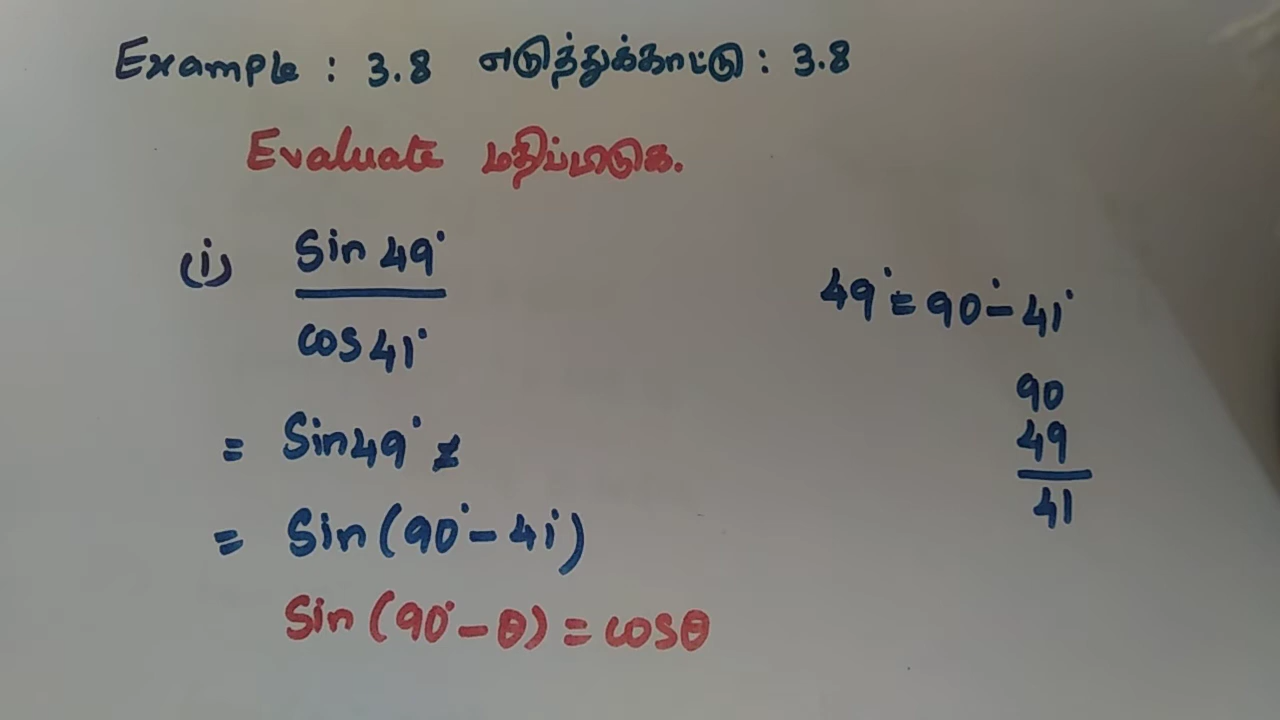 Example : 3.8 எடுத்துக்காட்டு : 3.8
Evaluate மதிப்பிடுக.
(i) Sin 49°
cos 41°
49° = 90° - 41°
90
49
41
= Sin 49°
= Sin (90° - 41°)
Sin (90° - θ) = cos θ